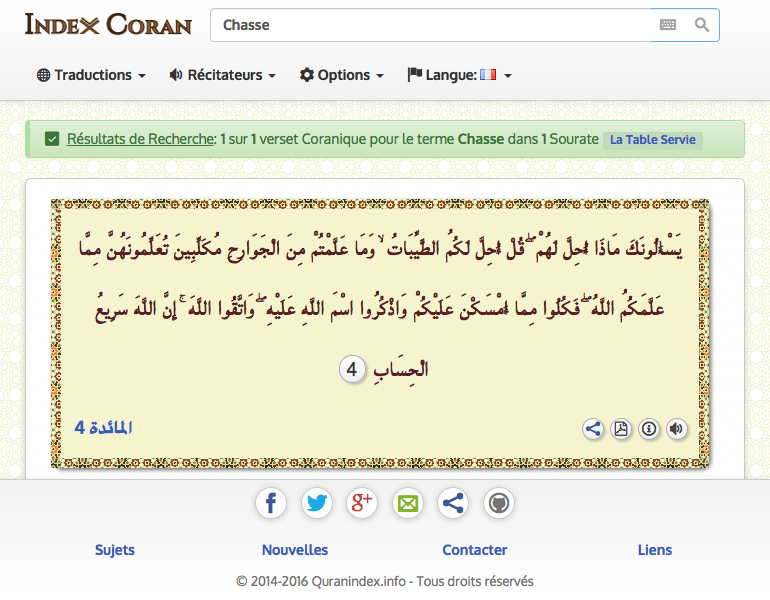 Index Coran
Chasse
Traductions
Récitateurs
Options
Langue:
Résultats de Recherche: 1 sur 1 verset Coranique pour le terme Chasse dans 1 Sourate La Table Servie
يَسْـَٔلُونَكَ مَاذَآ اُحِلَّ لَهُمْۖ قُلْ اُحِلَّ لَكُمُ الطَّيِّبَاتُۙ وَمَا عَلَّمْتُمْ مِنَ الْجَوَارِحِ مُكَلِّبِينَ تُعَلِّمُونَهُنَّ مِمَّا
عَلَّمَكُمُ اللَّهُۖ فَكُلُوا مِمَّا اَمْسَكْنَ عَلَيْكُمْ وَاذْكُرُوا اسْمَ اللَّهِ عَلَيْهِۖ وَاتَّقُوا اللَّهَۚ اِنَّ اللَّهَ سَرِيعُ
الْحِسَابِ 4
المائدة 4
g+
Sujets
Nouvelles
Contacter
Liens
© 2014-2016 Quranindex.info - Tous droits réservés